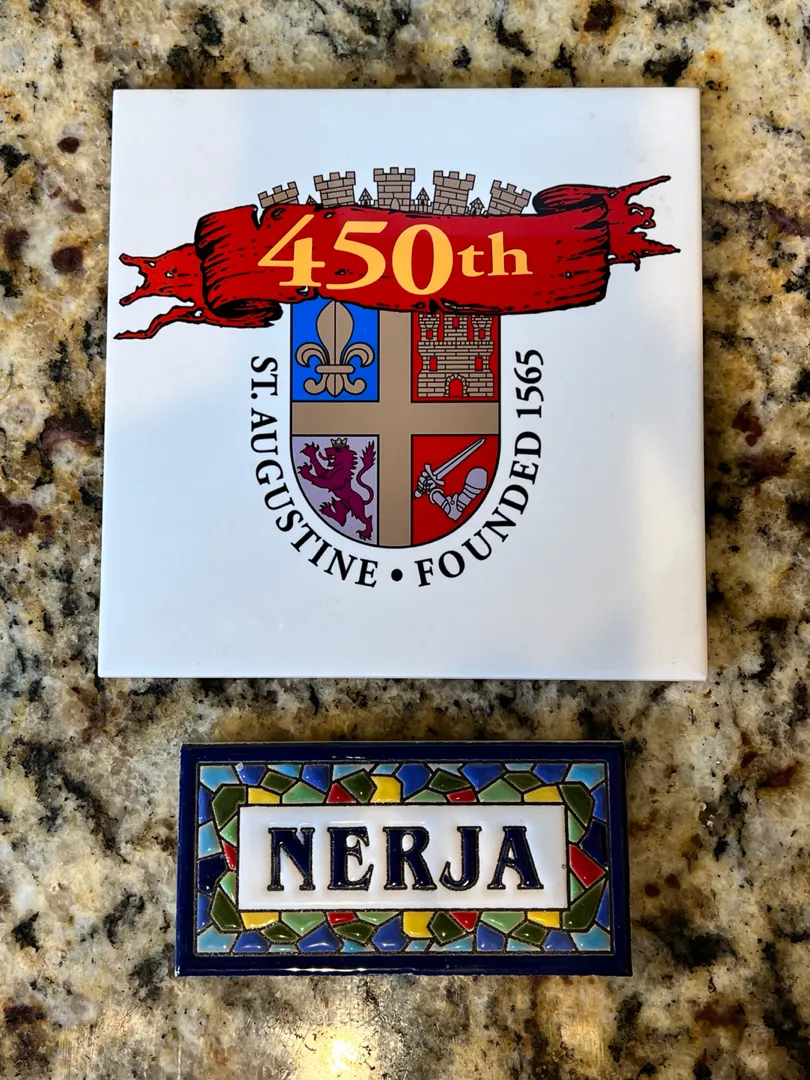 450th
ST. AUGUSTINE • FOUNDED 1565
NERJA